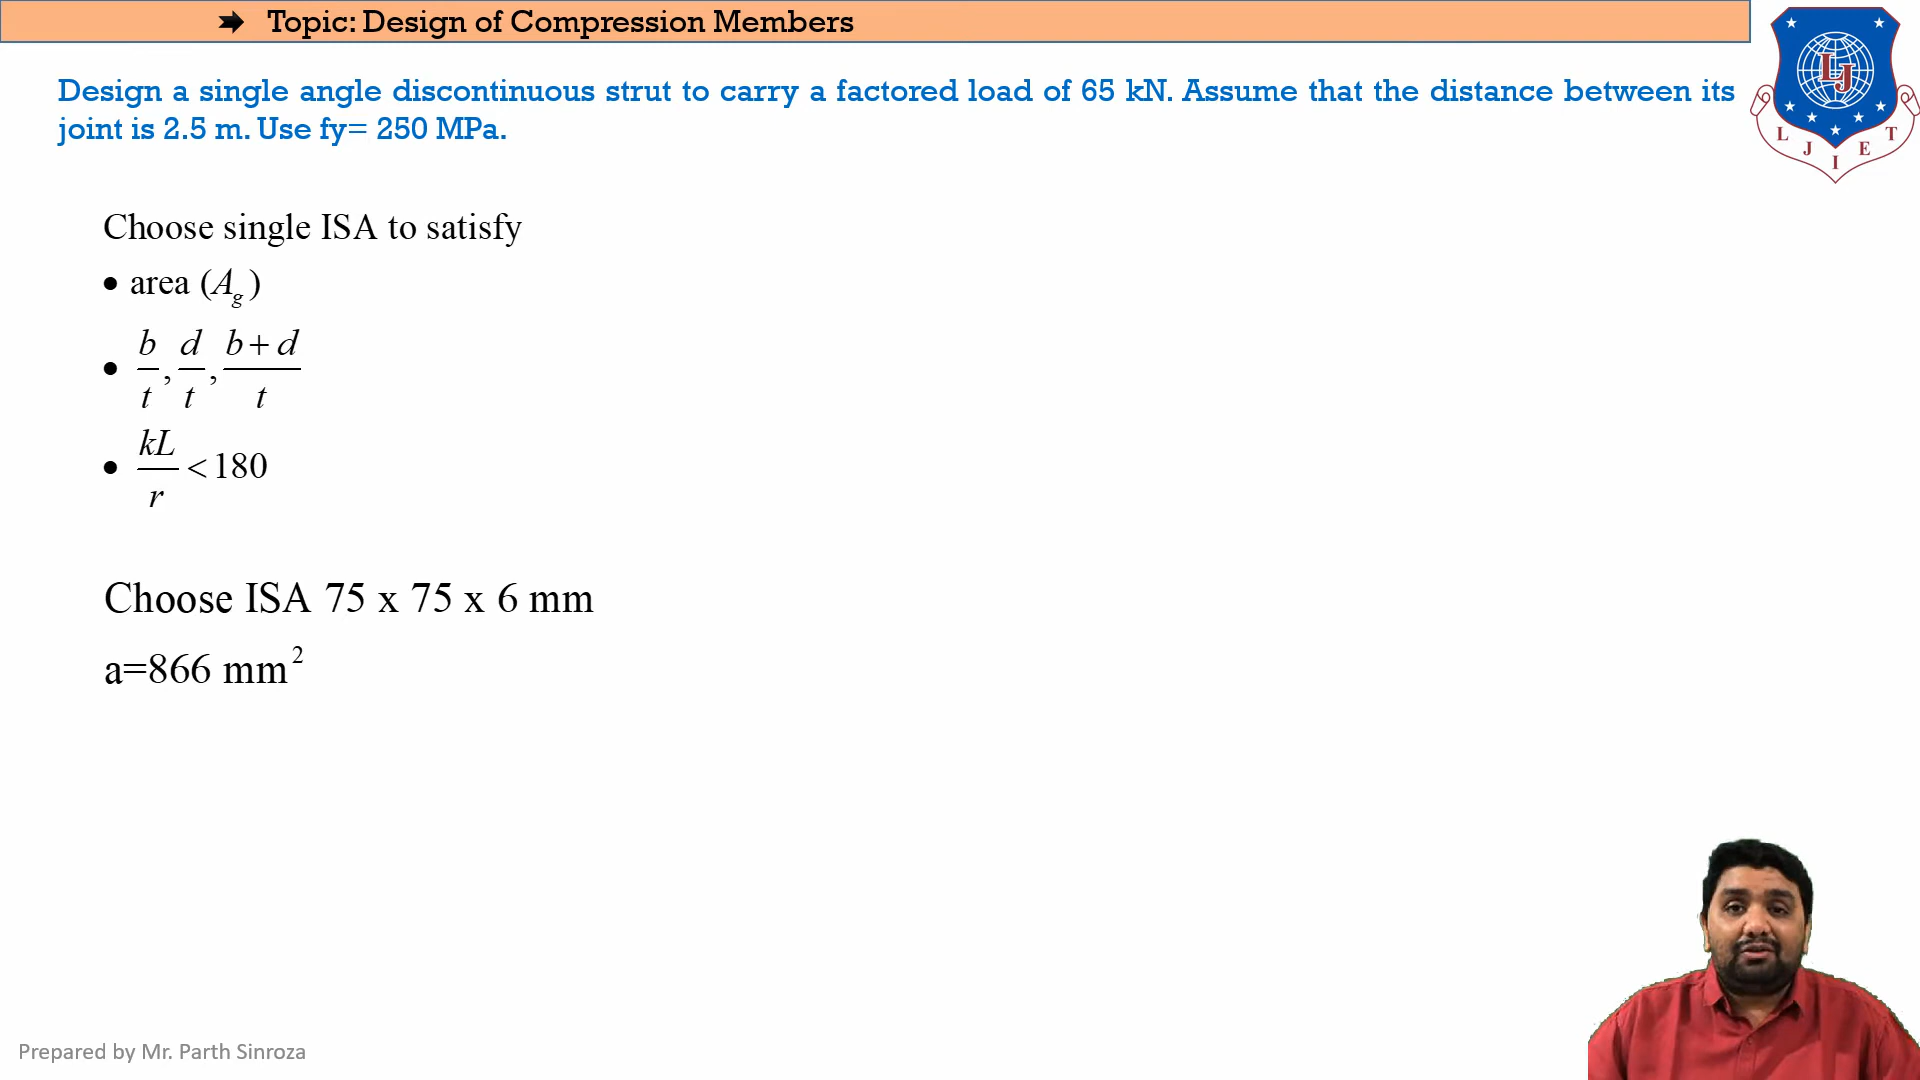 Topic: Design of Compression Members
Design a single angle discontinuous strut to carry a factored load of 65 kN. Assume that the distance between its
joint is 2.5 m. Use fy= 250 MPa.
LJ
L J I E T
Choose single ISA to satisfy
• area (A_g)
• b/t, d/t, (b+d)/t
• kL/r < 180
Choose ISA 75 x 75 x 6 mm
a=866 mm²
Prepared by Mr. Parth Sinroza